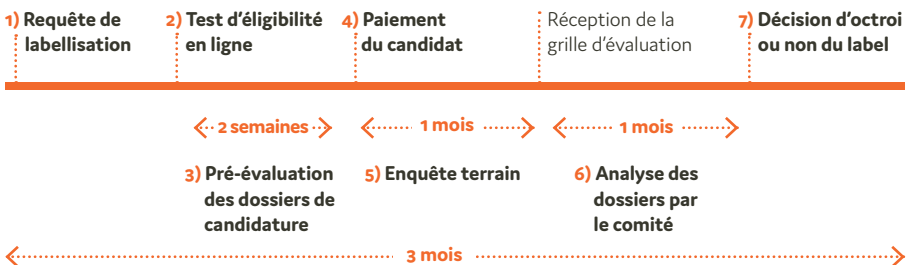 1) Requête de
labellisation
2) Test d’éligibilité
en ligne
4) Paiement
du candidat
Réception de la
grille d’évaluation
7) Décision d’octroi
ou non du label
2 semaines
1 mois
1 mois
3) Pré-évaluation
des dossiers de
candidature
5) Enquête terrain
6) Analyse des
dossiers par
le comité
3 mois